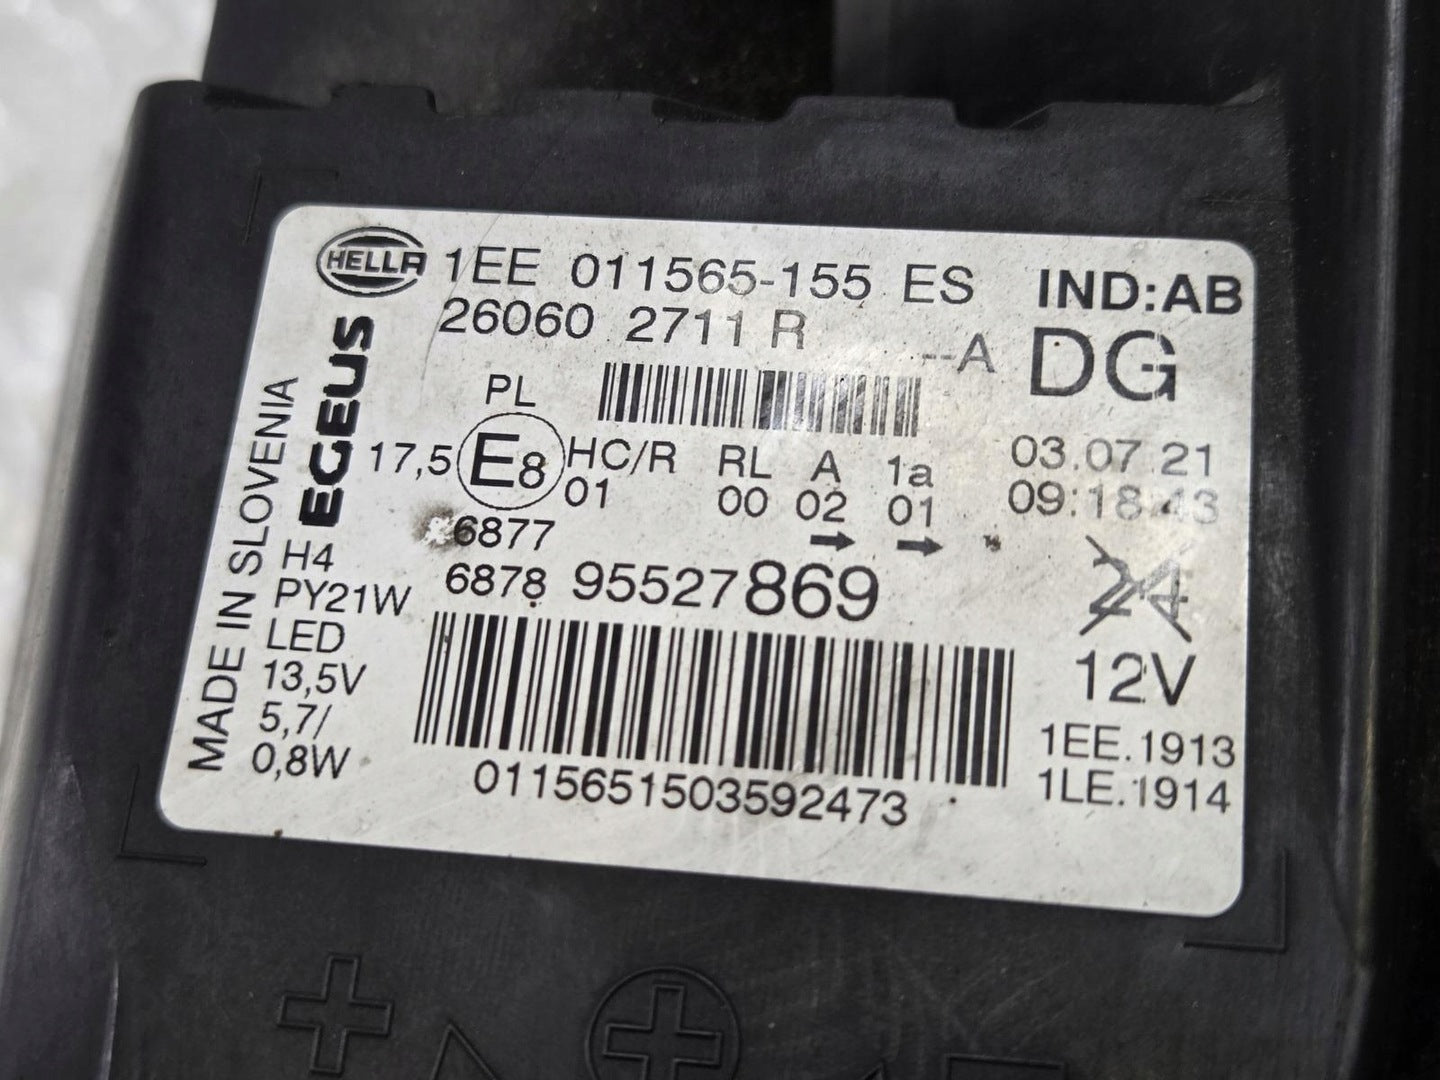 HELLA 1EE 011565-155 ES IND:AB
26060 2711 R --A DG
MADE IN SLOVENIA
EGEUS
PL
17,5 E8 HC/R RL A 1a
01 00 02 01
03.07.21
09:18:43
6877
6878 95527869
H4
PY21W
LED
13,5V
5,7/
0,8W
24
12V
1EE.1913
1LE.1914
0115651503592473